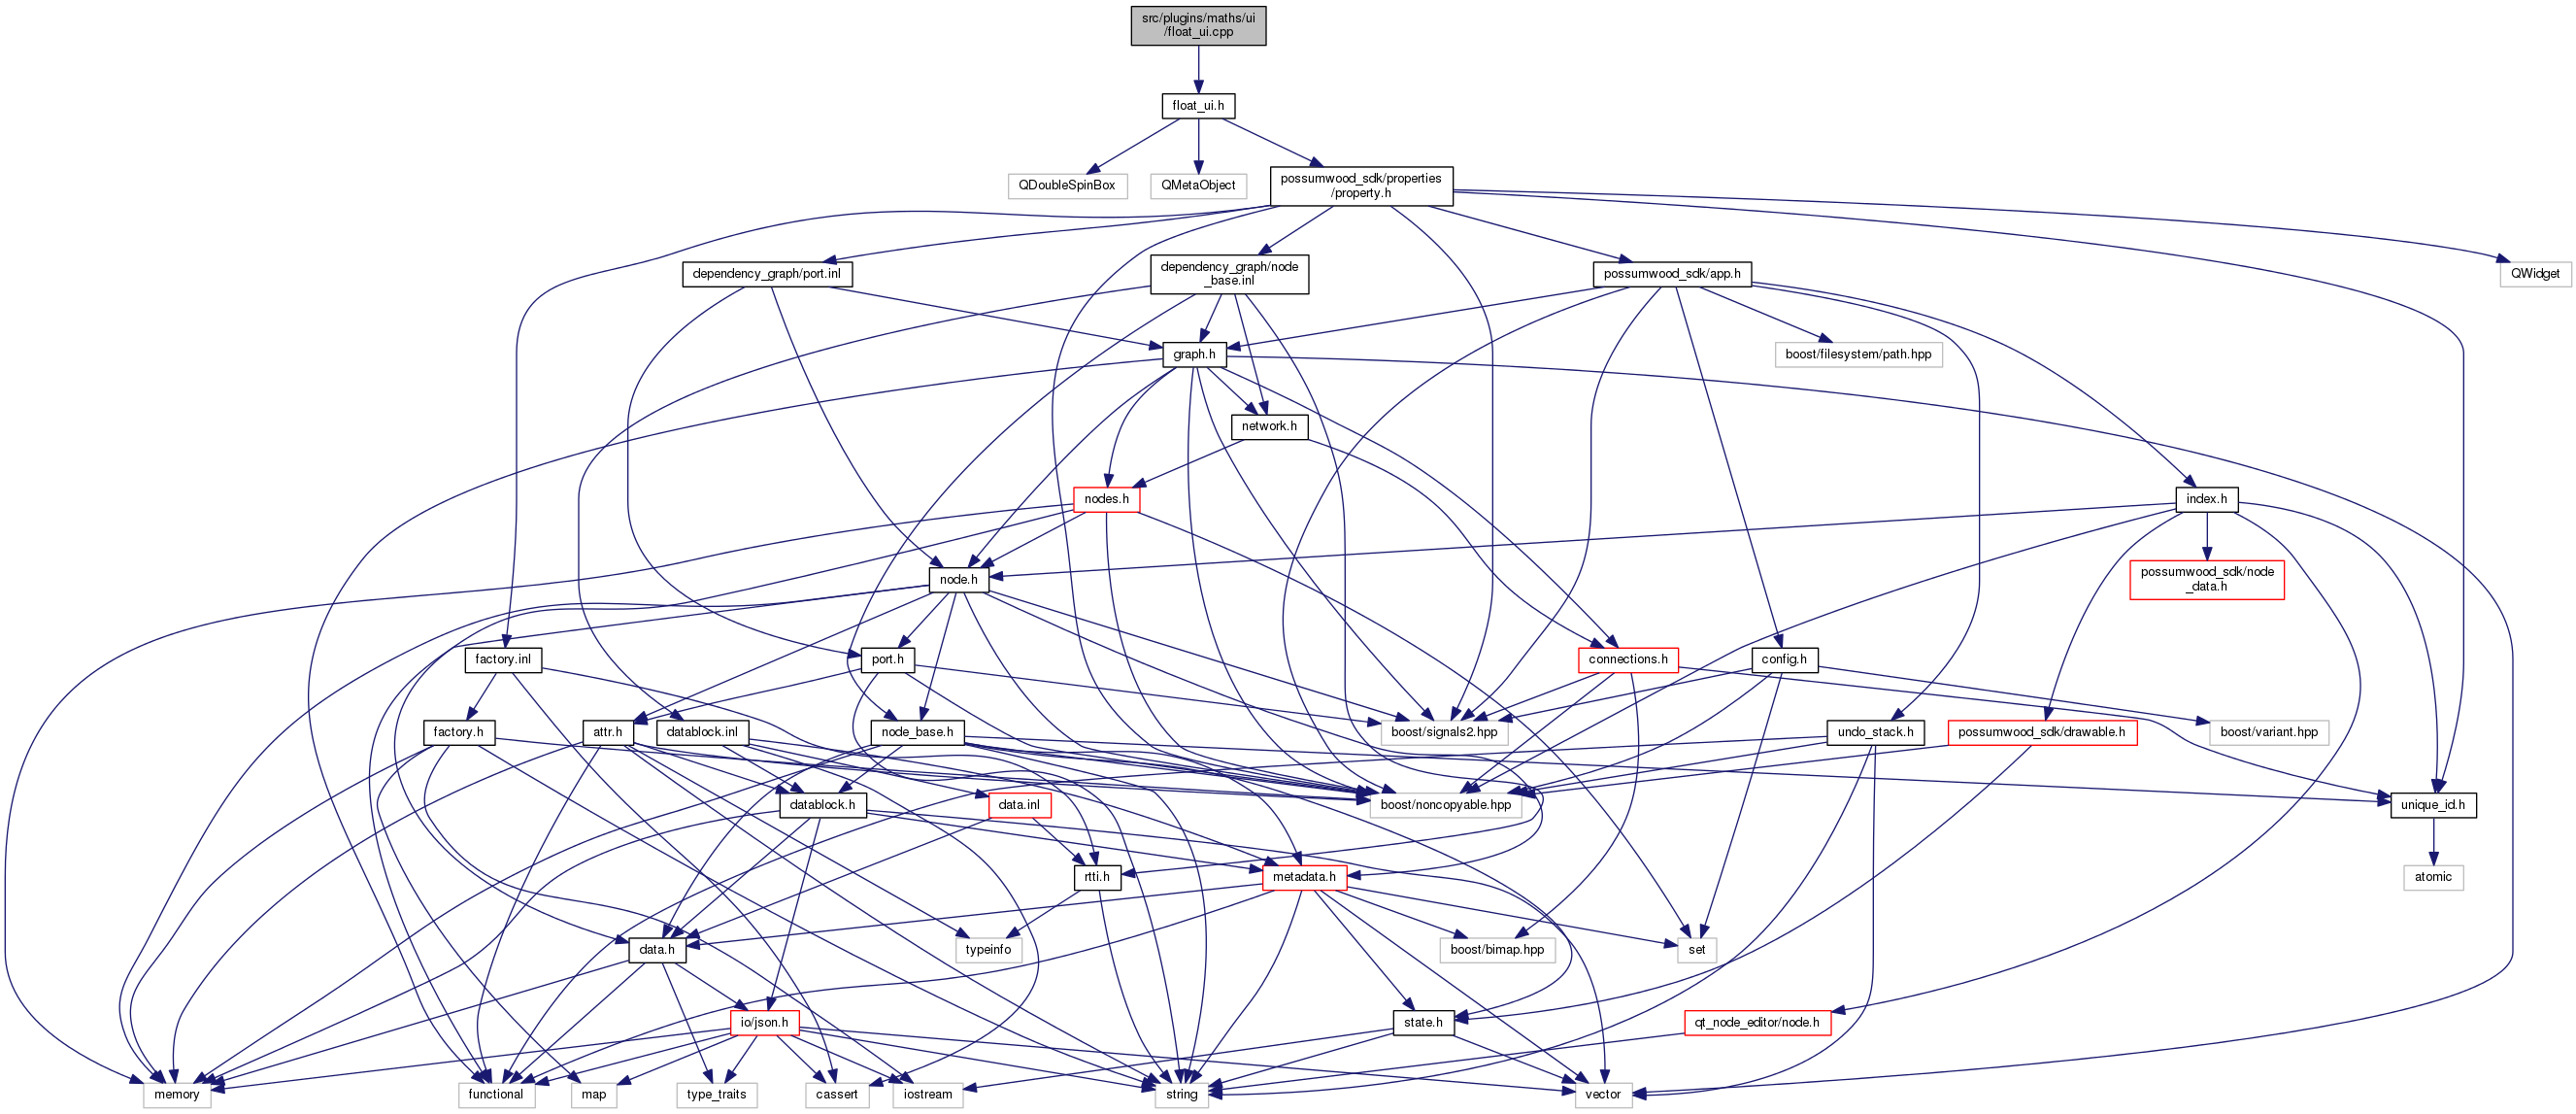 src/plugins/maths/ui
/float_ui.cpp
float_ui.h
QDoubleSpinBox
QMetaObject
possumwood_sdk/properties
/property.h
dependency_graph/port.inl
dependency_graph/node
_base.inl
possumwood_sdk/app.h
QWidget
graph.h
boost/filesystem/path.hpp
network.h
nodes.h
index.h
node.h
possumwood_sdk/node
_data.h
factory.inl
port.h
connections.h
config.h
factory.h
attr.h
datablock.inl
node_base.h
boost/signals2.hpp
undo_stack.h
possumwood_sdk/drawable.h
boost/variant.hpp
datablock.h
data.inl
boost/noncopyable.hpp
unique_id.h
rtti.h
metadata.h
atomic
data.h
typeinfo
boost/bimap.hpp
set
io/json.h
state.h
qt_node_editor/node.h
memory
functional
map
type_traits
cassert
iostream
string
vector